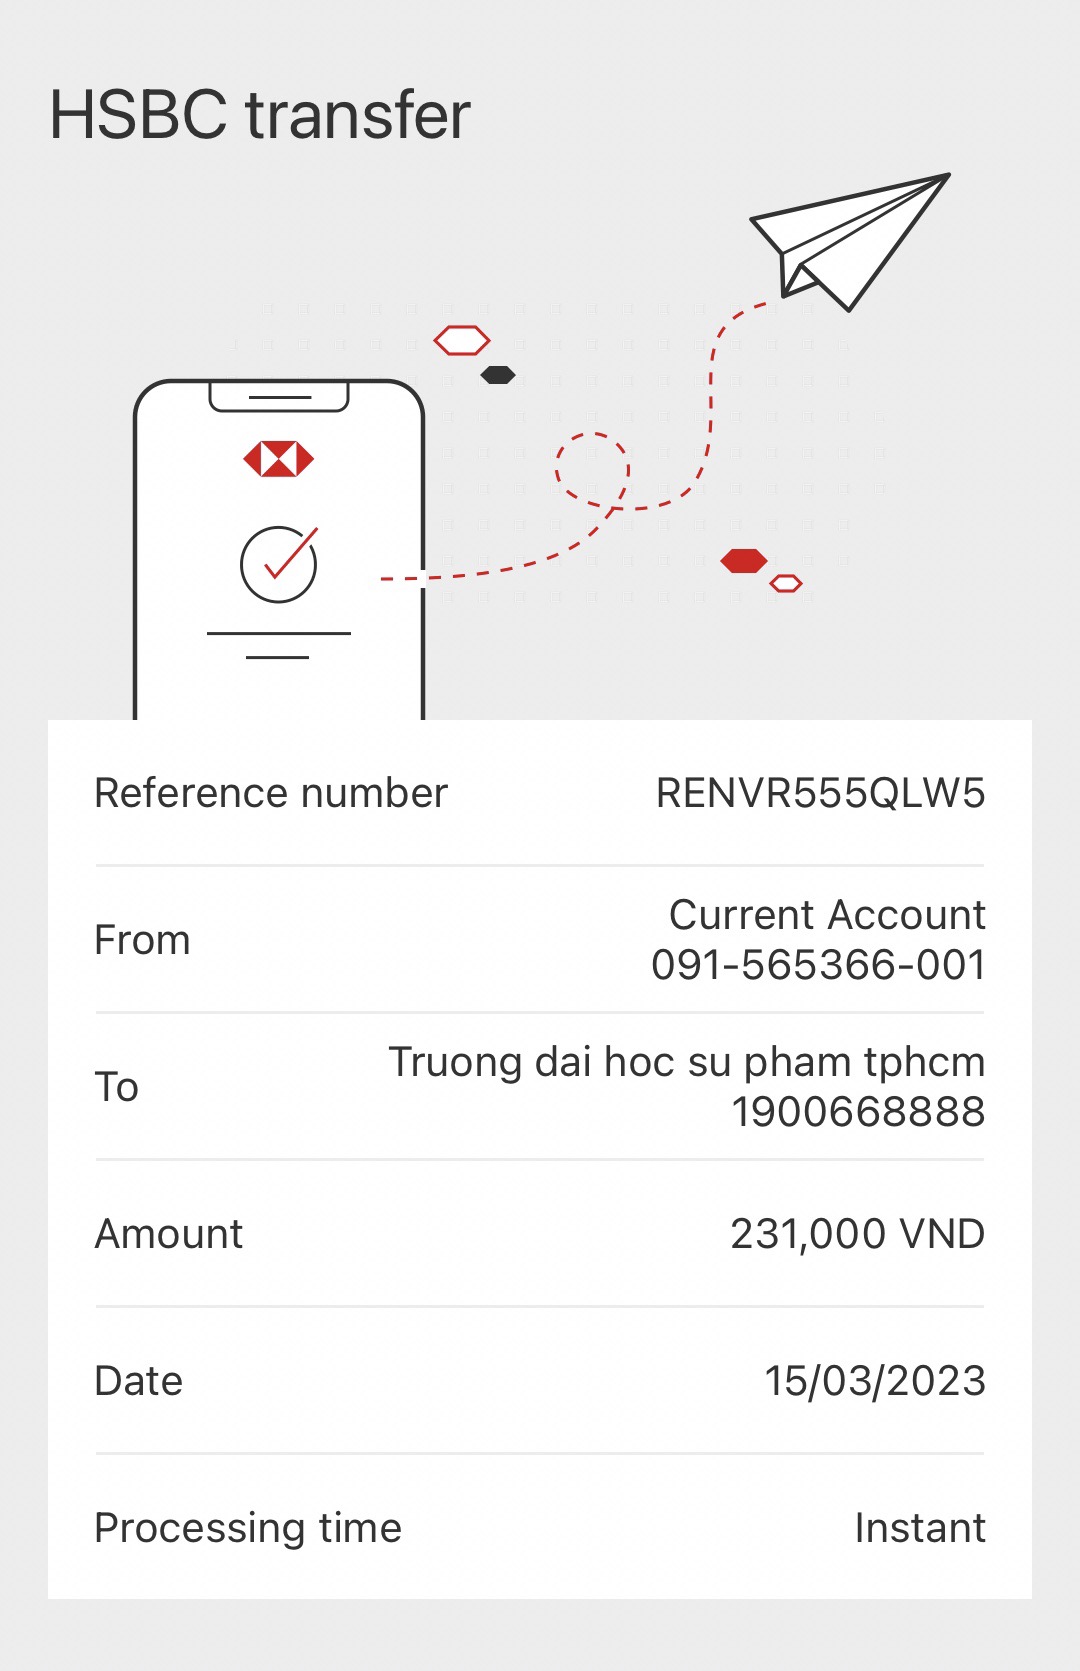 HSBC transfer
Reference number RENVR555QLW5
From Current Account
091-565366-001
To Truong dai hoc su pham tphcm
1900668888
Amount 231,000 VND
Date 15/03/2023
Processing time Instant